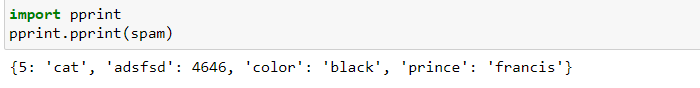 import pprint
pprint.pprint(spam)
{5: 'cat', 'adsfsd': 4646, 'color': 'black', 'prince': 'francis'}